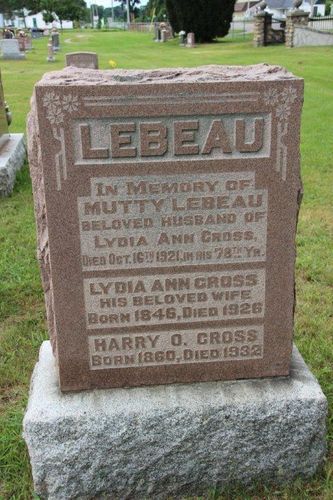 LEBEAU
IN MEMORY OF
MUTTY LEBEAU
BELOVED HUSBAND OF
LYDIA ANN CROSS
DIED OCT. 16TH 1921, IN HIS 78TH YR.
LYDIA ANN CROSS
HIS BELOVED WIFE
BORN 1846, DIED 1926
HARRY O. CROSS
BORN 1860, DIED 1932